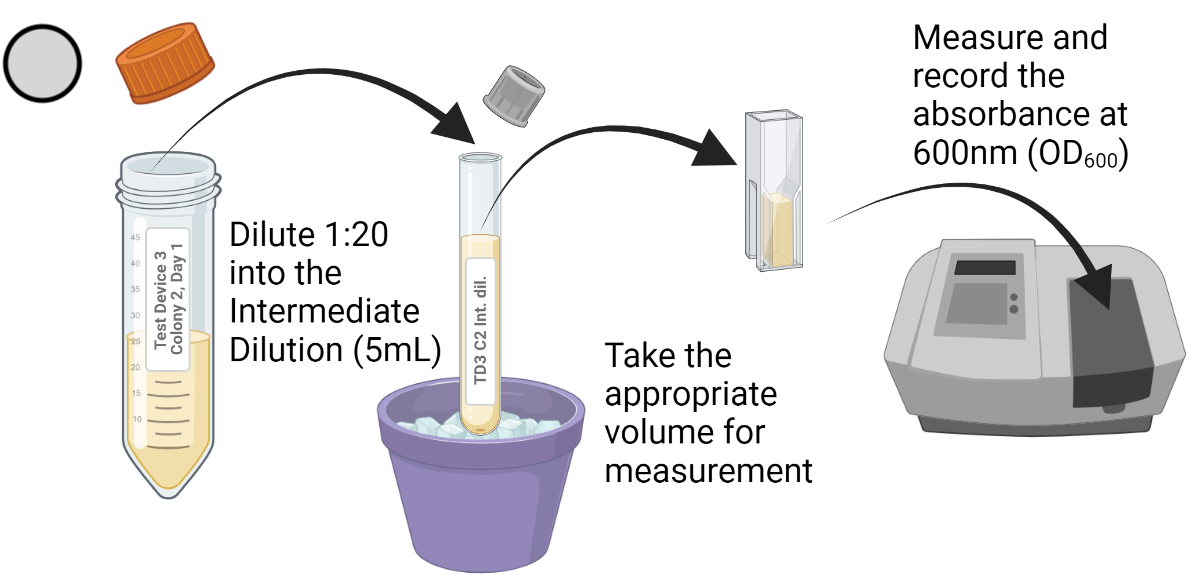 Measure and
record the
absorbance at
600nm (OD₆₀₀)
Dilute 1:20
into the
Intermediate
Dilution (5mL)
Test Device 3
Colony 2, Day 1
45
40
35
30
25
20
15
10
TD3 C2 Int. dil.
Take the
appropriate
volume for
measurement